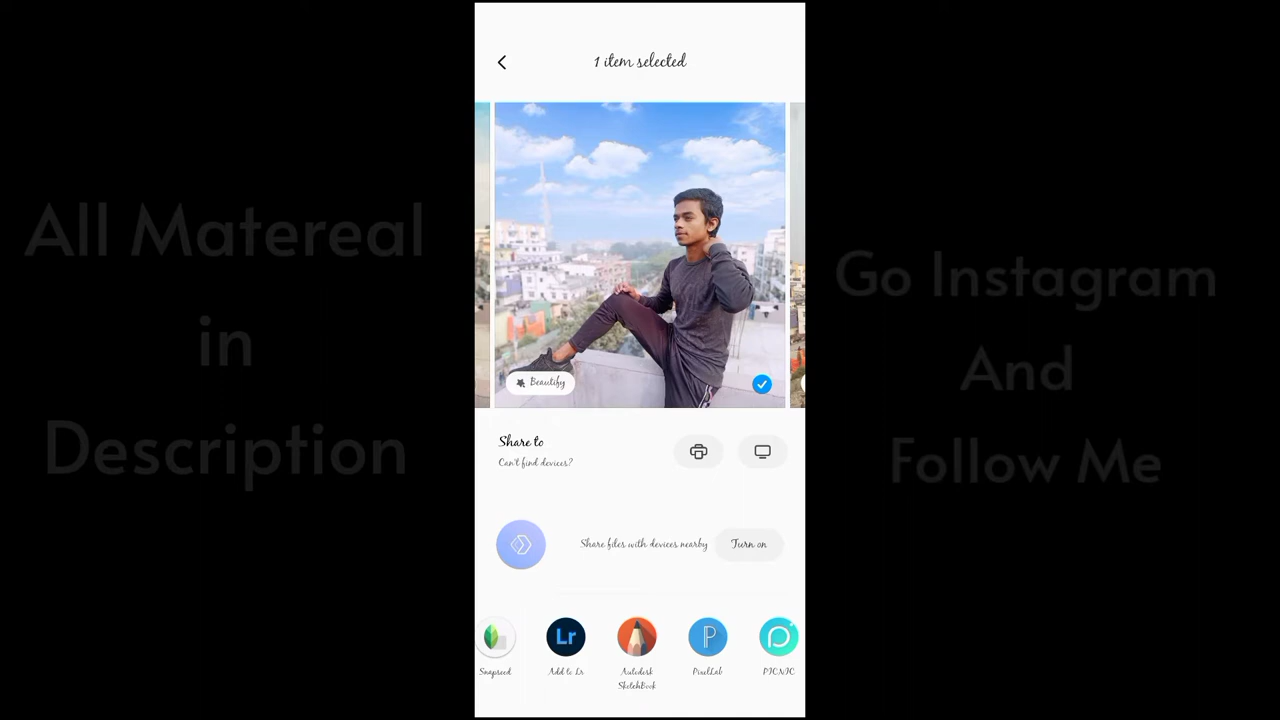 1 item selected
All Matereal
in
Description
Go Instagram
And
Follow Me
Beautify
Share to
Can't find devices?
Share files with devices nearby
Turn on
Lr
P
Snapseed
Add to Lr
Autodesk
SketchBook
PixelLab
PICNIC